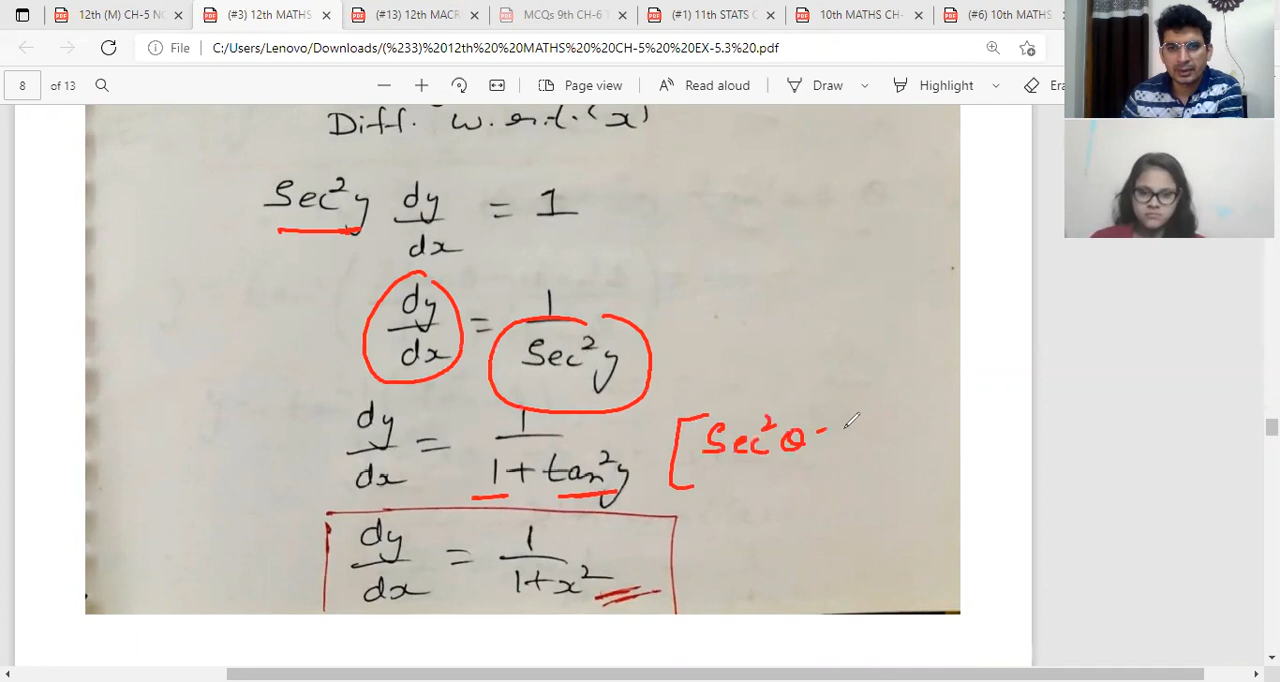 12th (M) CH-5 NC
(#3) 12th MATHS
(#13) 12th MACR
MCQs 9th CH-6 T
(#1) 11th STATS C
10th MATHS CH-
(#6) 10th MATHS
File C:/Users/Lenovo/Downloads/(%233)%2012th%20%20MATHS%20%20CH-5%20%20EX-5.3%20.pdf
8 of 13 Page view Read aloud Draw Highlight Era
Diff. w.r.t. (x)
Sec²y dy/dx = 1
dy/dx = 1/Sec²y
dy/dx = 1/1+tan²y [Sec²θ -
dy/dx = 1/1+x²